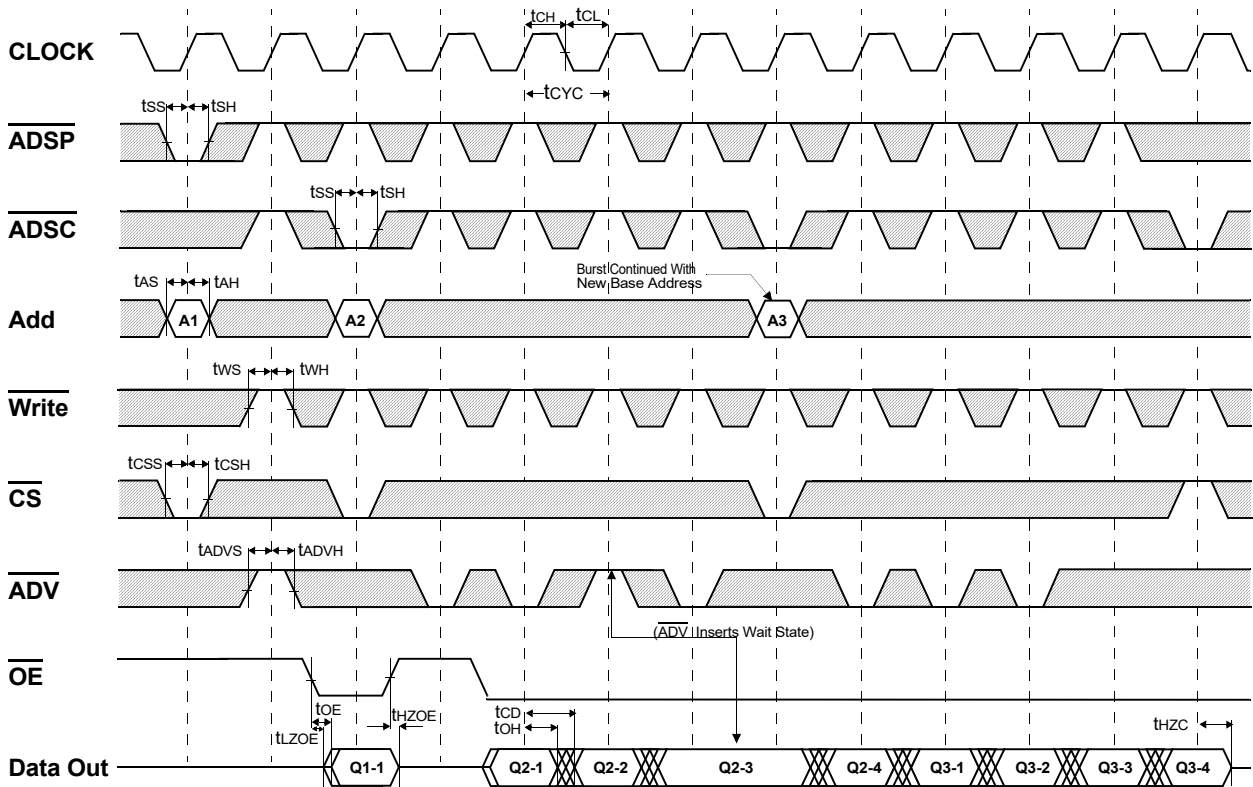 tCH tCL
CLOCK
tCYC
tSS tSH
ADSP
tSS tSH
ADSC
Burst Continued With
New Base Address
tAS tAH
Add A1 A2 A3
tWS tWH
Write
tCSS tCSH
CS
tADVS tADVH
ADV
(ADV Inserts Wait State)
OE
tOE tHZOE tCD
tOH tHZC
tLZOE
Data Out Q1-1 Q2-1 Q2-2 Q2-3 Q2-4 Q3-1 Q3-2 Q3-3 Q3-4